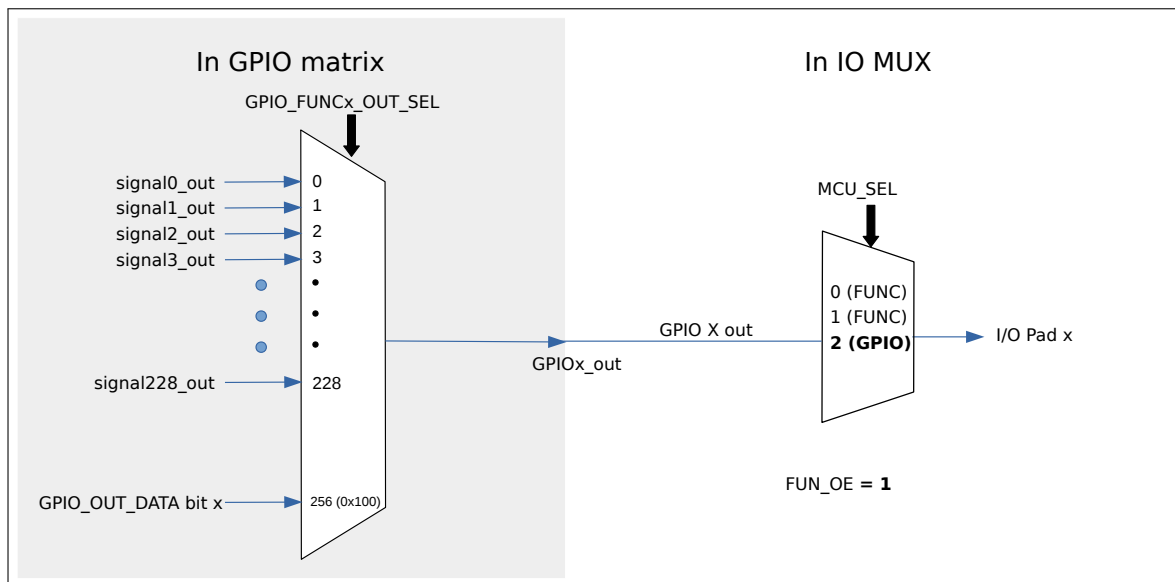 In GPIO matrix
In IO MUX
GPIO_FUNCx_OUT_SEL
signal0_out
0
signal1_out
1
signal2_out
2
signal3_out
3
signal228_out
228
GPIO_OUT_DATA bit x
256 (0x100)
GPIOx_out
GPIO X out
MCU_SEL
0 (FUNC)
1 (FUNC)
2 (GPIO)
I/O Pad x
FUN_OE = 1